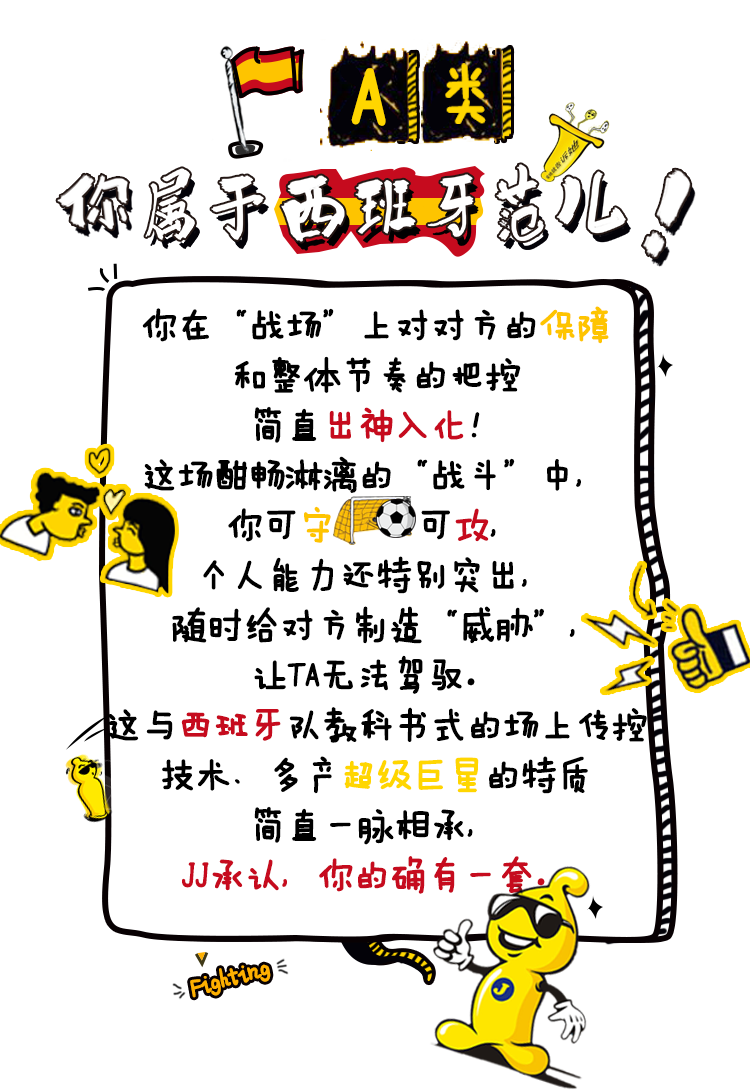 A类
你属于西班牙范儿！
你在“战场”上对对方的保障
和整体节奏的把控
简直出神入化！
这场酣畅淋漓的“战斗”中，
你可守可攻，
个人能力还特别突出，
随时给对方制造“威胁”，
让TA无法驾驭。
这与西班牙队教科书式的场上传控
技术、多产超级巨星的特质
简直一脉相承，
JJ承认，你的确有一套。
J
Fighting